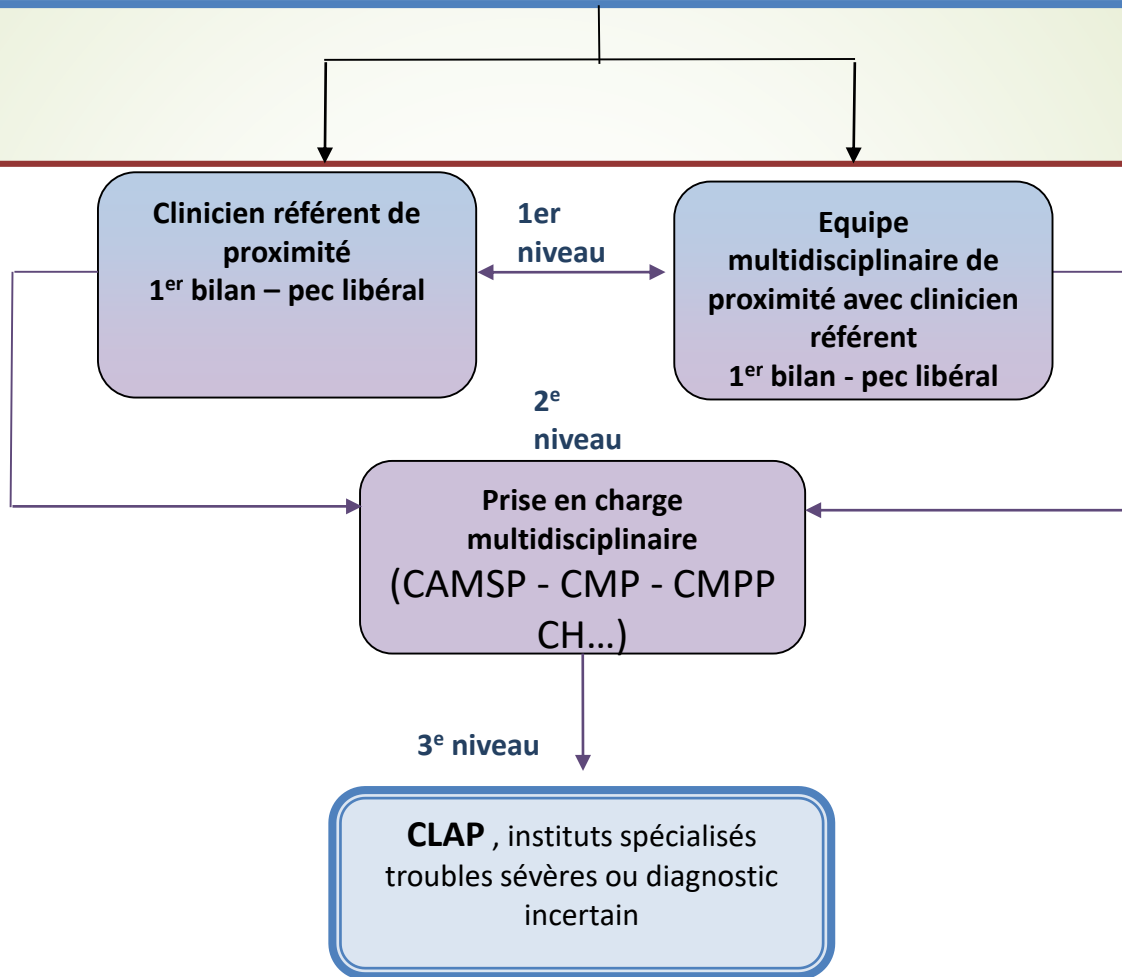 Clinicien référent de
proximité
1er bilan – pec libéral
1er
niveau
Equipe
multidisciplinaire de
proximité avec clinicien
référent
1er bilan - pec libéral
2e
niveau
Prise en charge
multidisciplinaire
(CAMSP - CMP - CMPP
CH...)
3e niveau
CLAP , instituts spécialisés
troubles sévères ou diagnostic
incertain